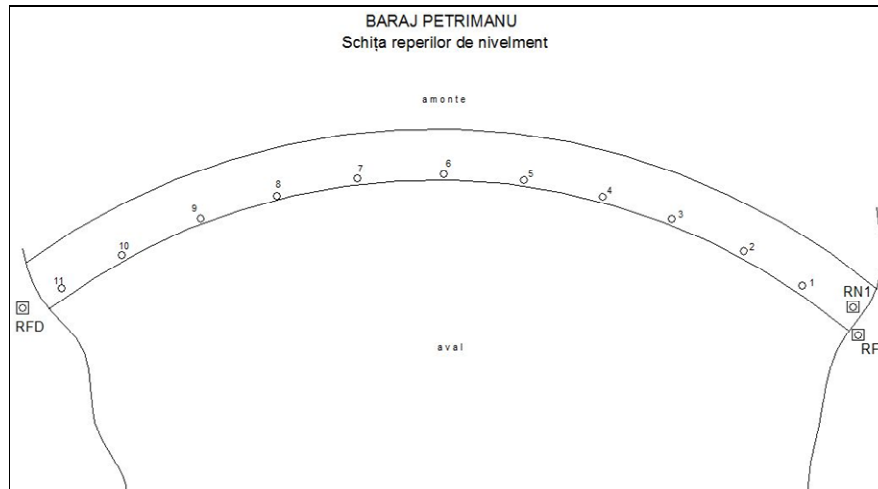 BARAJ PETRIMANU
Schița reperilor de nivelment
amonte
6
7
5
8
4
9
3
10
2
11
1
RN1
RFD
RF
aval